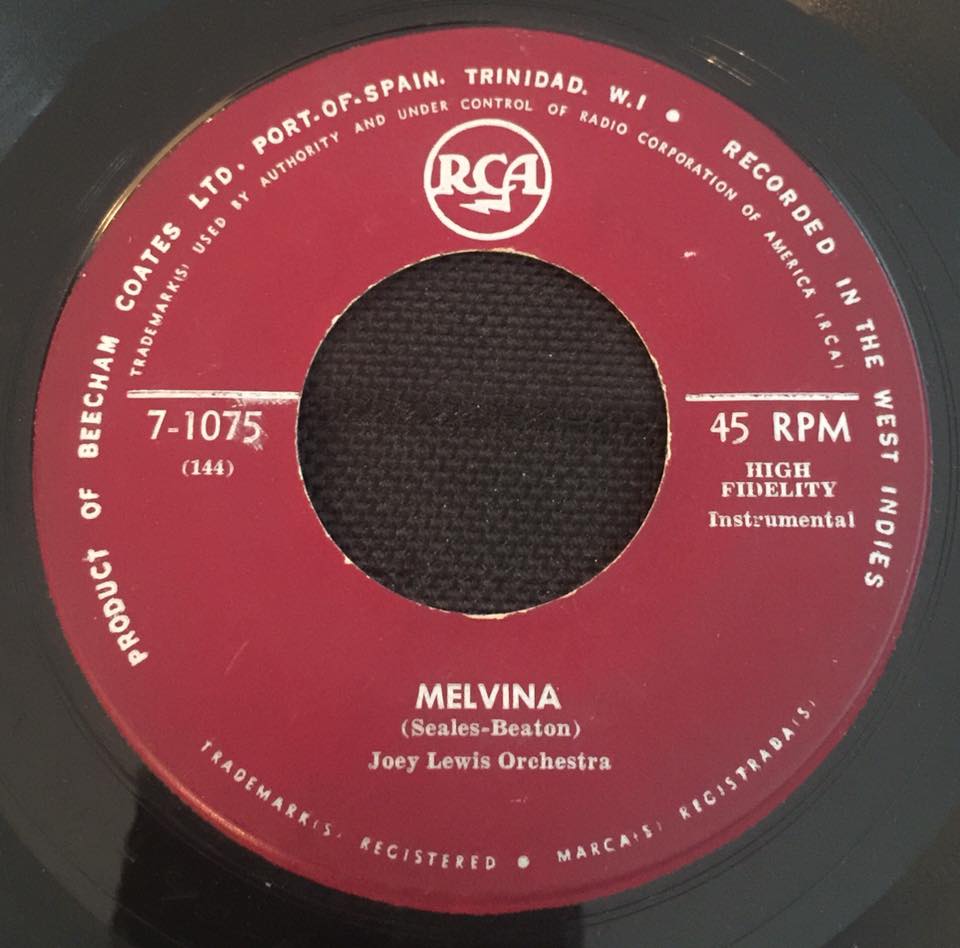 PRODUCT OF BEECHAM COATES LTD. PORT-OF-SPAIN. TRINIDAD. W.I • RECORDED IN THE WEST INDIES
TRADEMARK(S) USED BY AUTHORITY AND UNDER CONTROL OF RADIO CORPORATION OF AMERICA (RCA)
RCA
7-1075
(144)
45 RPM
HIGH
FIDELITY
Instrumental
MELVINA
(Seales-Beaton)
Joey Lewis Orchestra
TRADEMARK(S) REGISTERED • MARCA(S) REGISTRADA(S)